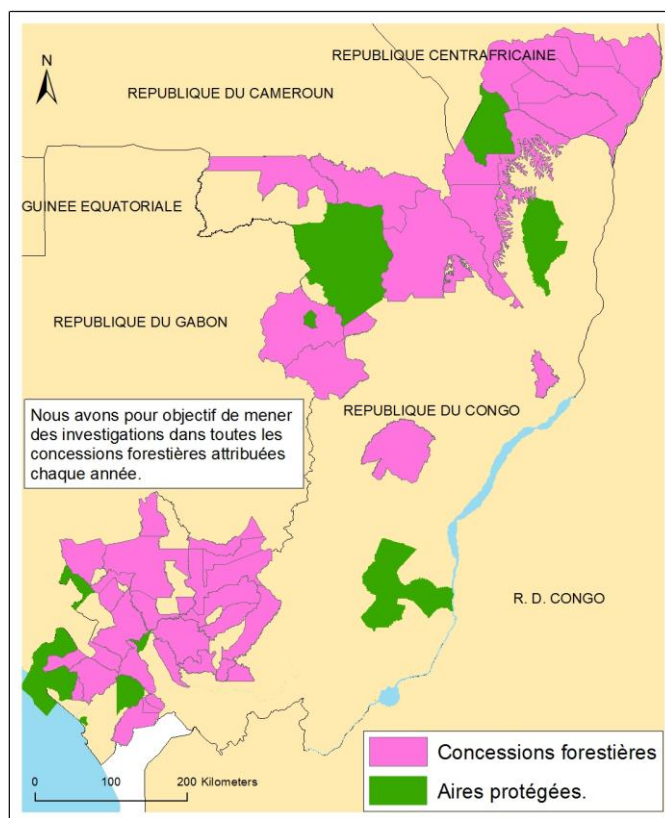 REPUBLIQUE CENTRAFRICAINE
N
REPUBLIQUE DU CAMEROUN
GUINEE EQUATORIALE
REPUBLIQUE DU GABON
Nous avons pour objectif de mener
des investigations dans toutes les
concessions forestières attribuées
chaque année.
REPUBLIQUE DU CONGO
R. D. CONGO
0 100 200 Kilometers
Concessions forestières
Aires protégées.